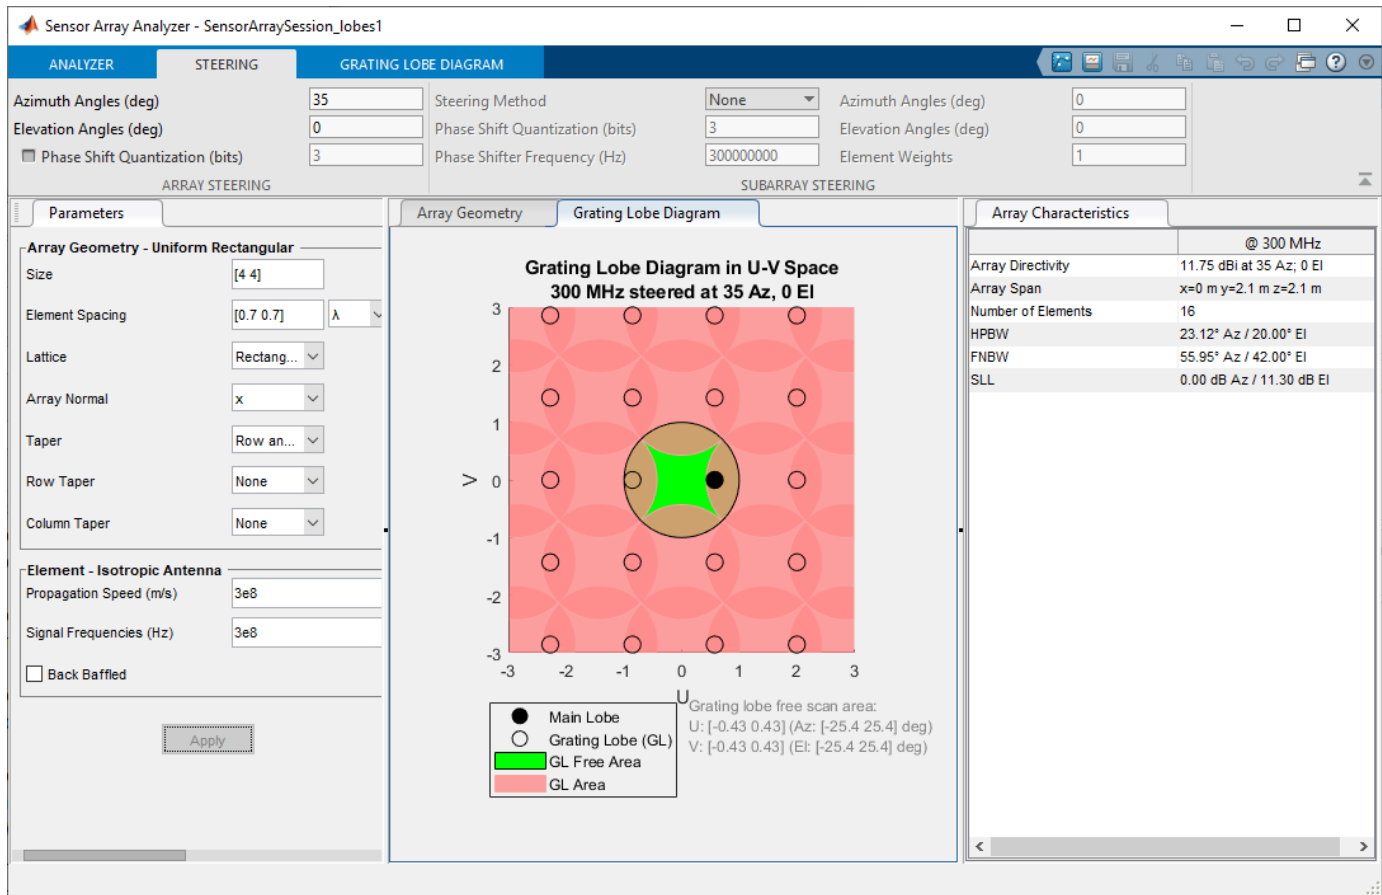 Sensor Array Analyzer - SensorArraySession_lobes1
ANALYZER STEERING GRATING LOBE DIAGRAM
Azimuth Angles (deg) 35 Steering Method None Azimuth Angles (deg) 0
Elevation Angles (deg) 0 Phase Shift Quantization (bits) 3 Elevation Angles (deg) 0
Phase Shift Quantization (bits) 3 Phase Shifter Frequency (Hz) 300000000 Element Weights 1
ARRAY STEERING SUBARRAY STEERING
Parameters
Array Geometry - Uniform Rectangular
Size [4 4]
Element Spacing [0.7 0.7] λ
Lattice Rectang...
Array Normal x
Taper Row an...
Row Taper None
Column Taper None
Element - Isotropic Antenna
Propagation Speed (m/s) 3e8
Signal Frequencies (Hz) 3e8
Back Baffled
Apply
Array Geometry Grating Lobe Diagram
Grating Lobe Diagram in U-V Space
300 MHz steered at 35 Az, 0 El
3
2
1
0
-1
-2
-3
V
-3 -2 -1 0 1 2 3
U
Main Lobe
Grating Lobe (GL)
GL Free Area
GL Area
Grating lobe free scan area:
U: [-0.43 0.43] (Az: [-25.4 25.4] deg)
V: [-0.43 0.43] (El: [-25.4 25.4] deg)
Array Characteristics
@ 300 MHz
Array Directivity 11.75 dBi at 35 Az; 0 El
Array Span x=0 m y=2.1 m z=2.1 m
Number of Elements 16
HPBW 23.12° Az / 20.00° El
FNBW 55.95° Az / 42.00° El
SLL 0.00 dB Az / 11.30 dB El